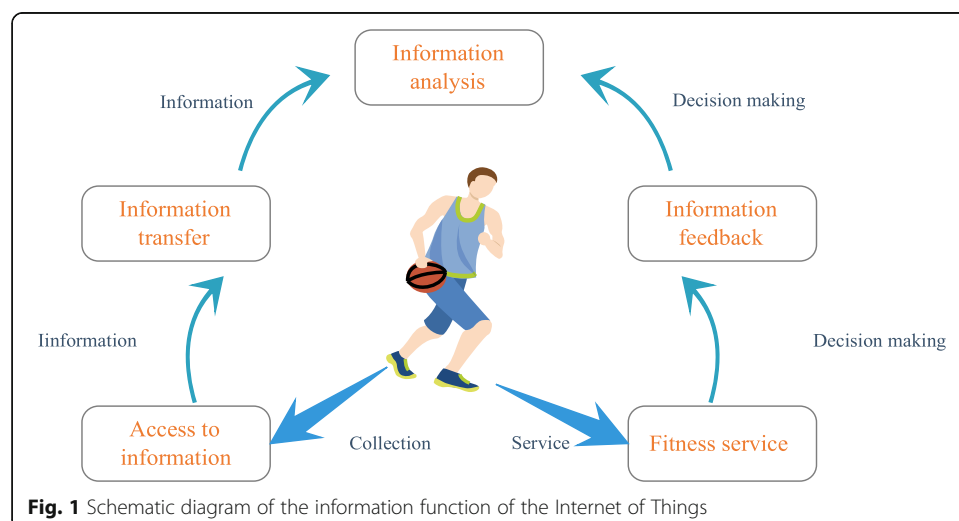 Information
analysis
Information
Decision making
Information
transfer
Information
feedback
Iinformation
Decision making
Access to
information
Collection
Service
Fitness service
Fig. 1 Schematic diagram of the information function of the Internet of Things